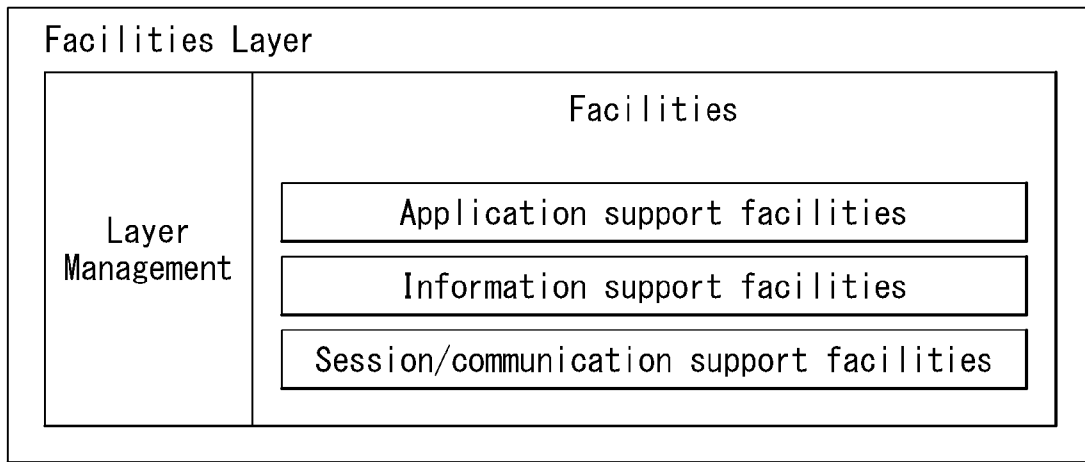 Facilities Layer
Layer
Management
Facilities
Application support facilities
Information support facilities
Session/communication support facilities